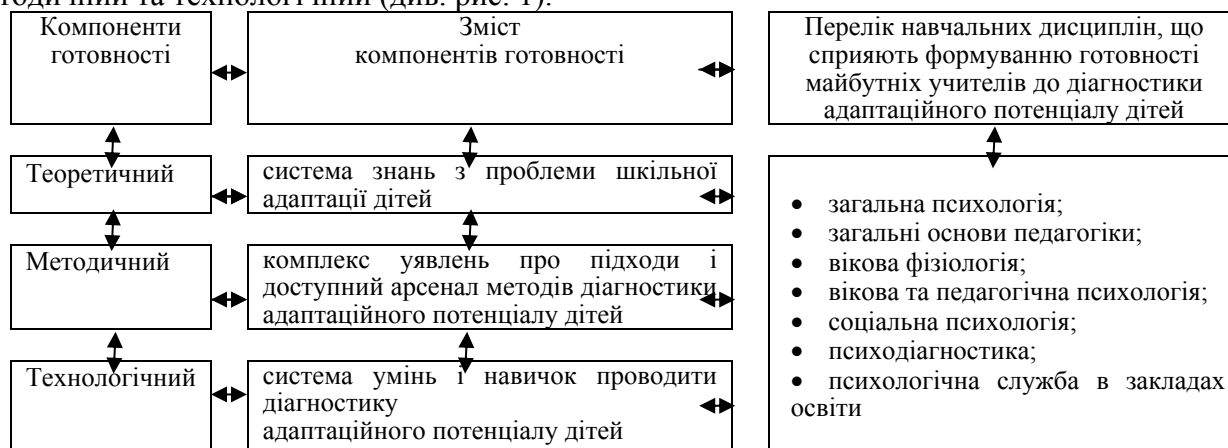 тодичний та технологічний (див. рис. 1).
Компоненти
готовності
Зміст
компонентів готовності
Перелік навчальних дисциплін, що
сприяють формуванню готовності
майбутніх учителів до діагностики
адаптаційного потенціалу дітей
Теоретичний
система знань з проблеми шкільної
адаптації дітей
Методичний
комплекс уявлень про підходи і
доступний арсенал методів діагностики
адаптаційного потенціалу дітей
Технологічний
система умінь і навичок проводити
діагностику
адаптаційного потенціалу дітей
• загальна психологія;
• загальні основи педагогіки;
• вікова фізіологія;
• вікова та педагогічна психологія;
• соціальна психологія;
• психодіагностика;
• психологічна служба в закладах
освіти